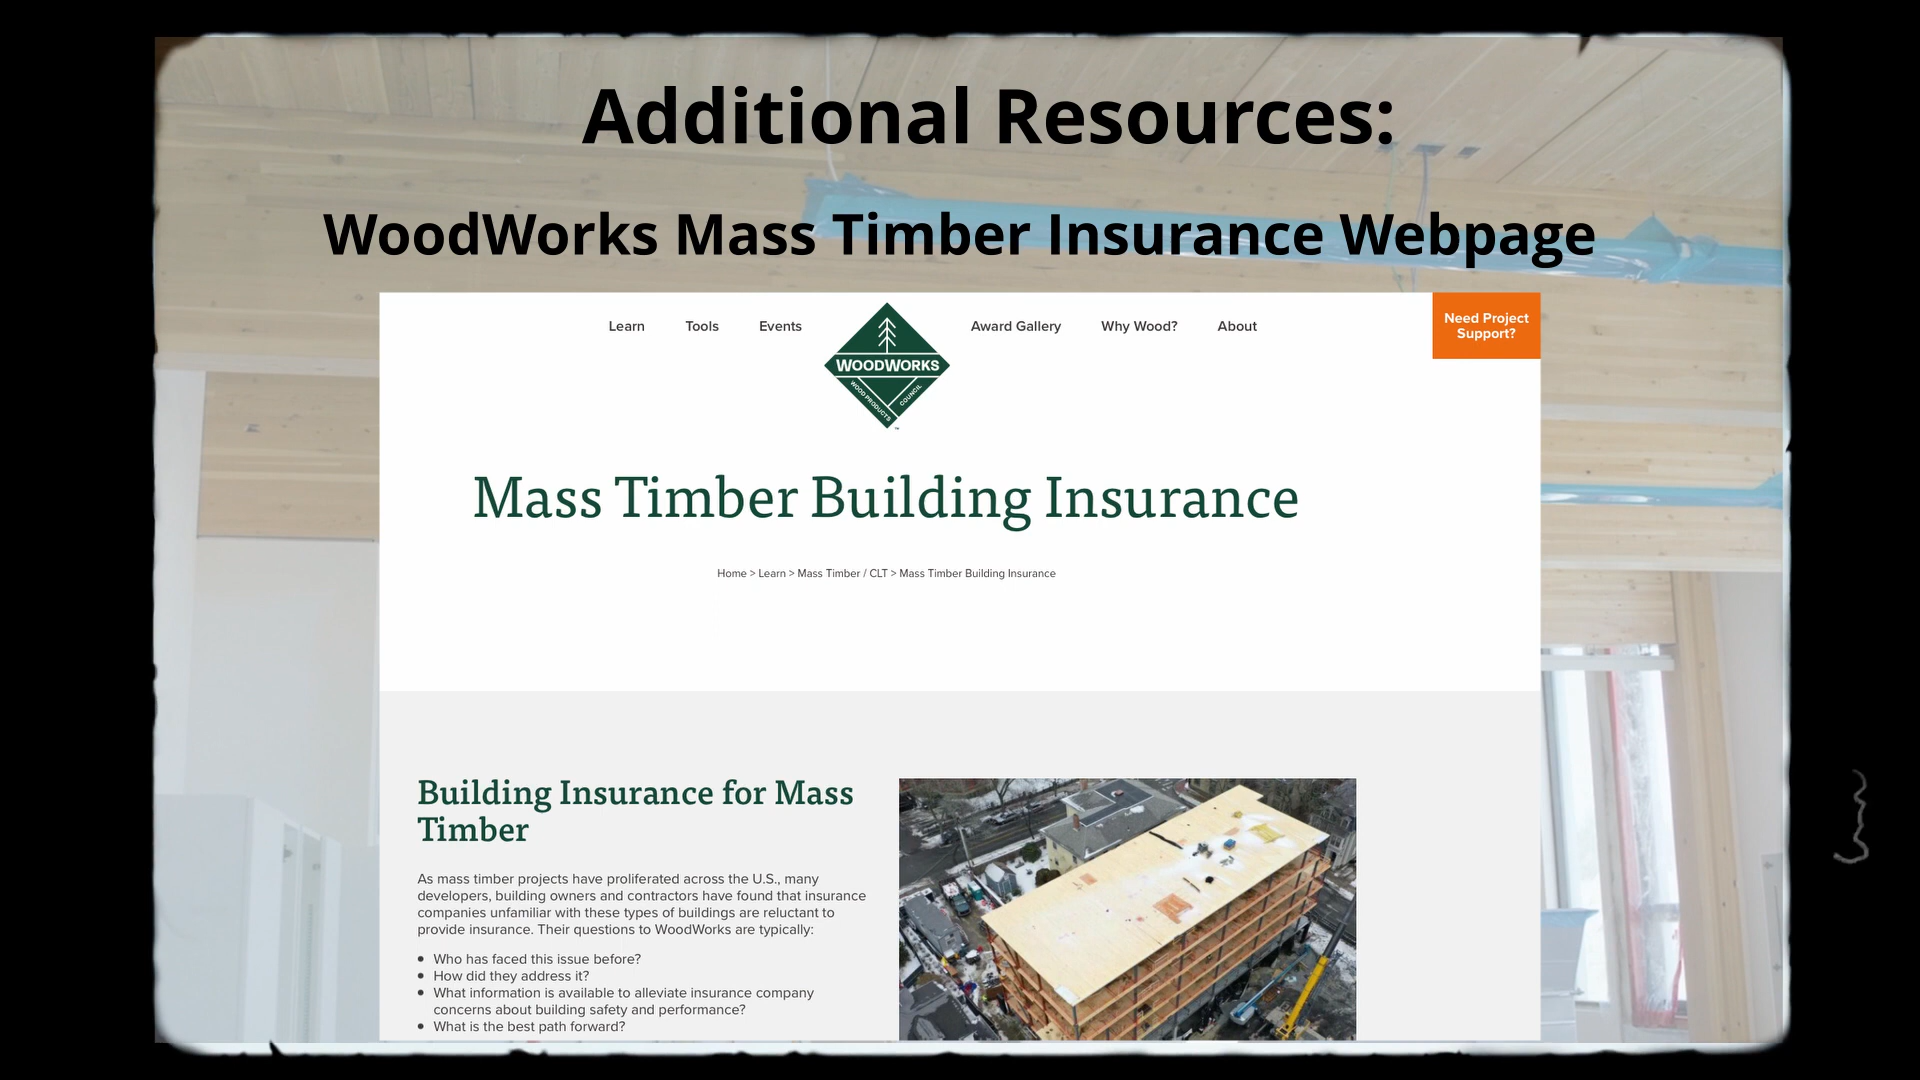 Additional Resources:
WoodWorks Mass Timber Insurance Webpage
Learn Tools Events Award Gallery Why Wood? About
Need Project
Support?
WOODWORKS
WOOD PRODUCTS COUNCIL
™
Mass Timber Building Insurance
Home > Learn > Mass Timber / CLT > Mass Timber Building Insurance
Building Insurance for Mass
Timber
As mass timber projects have proliferated across the U.S., many
developers, building owners and contractors have found that insurance
companies unfamiliar with these types of buildings are reluctant to
provide insurance. Their questions to WoodWorks are typically:
• Who has faced this issue before?
• How did they address it?
• What information is available to alleviate insurance company
concerns about building safety and performance?
• What is the best path forward?